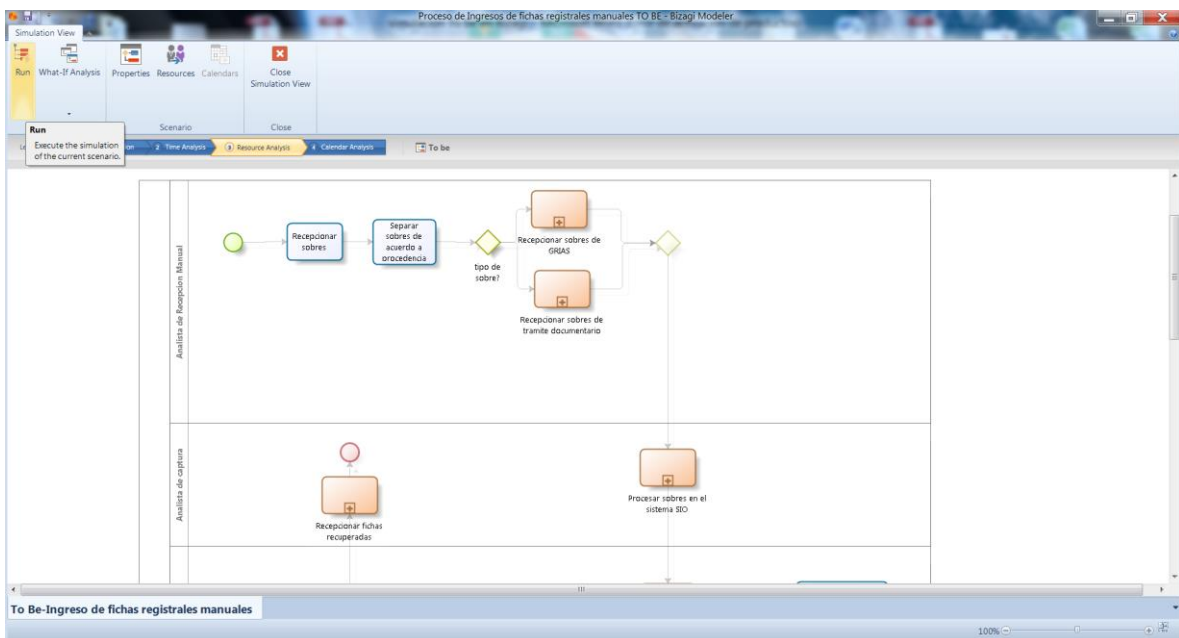 Proceso de Ingresos de fichas registrales manuales TO BE - Bizagi Modeler
Simulation View
Run
What-If Analysis
Properties
Resources
Calendars
Close
Simulation View
Scenario
Close
Run
Execute the simulation
of the current scenario.
2 Time Analysis
3 Resource Analysis
4 Calendar Analysis
To be
Analista de Recepcion Manual
Recepcionar
sobres
Separar
sobres de
acuerdo a
procedencia
tipo de
sobre?
Recepcionar sobres de
GRIAS
Recepcionar sobres de
tramite documentario
Analista de captura
Recepcionar fichas
recuperadas
Procesar sobres en el
sistema SIO
To Be-Ingreso de fichas registrales manuales
100%